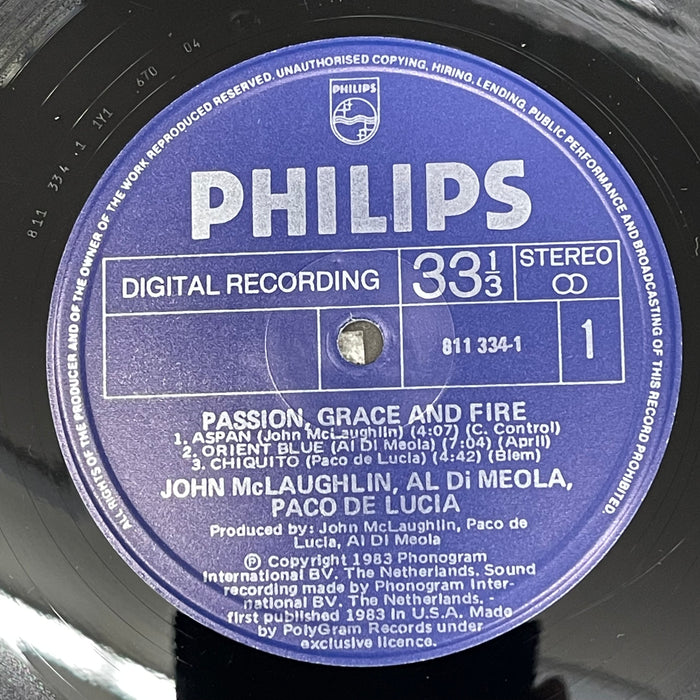 ALL RIGHTS OF THE PRODUCER AND OF THE OWNER OF THE WORK REPRODUCED RESERVED. UNAUTHORISED COPYING, HIRING, LENDING, PUBLIC PERFORMANCE AND BROADCASTING OF THIS RECORD PROHIBITED.
811 334 .1 1Y1 .670 04
PHILIPS
PHILIPS
DIGITAL RECORDING
33 1/3
STEREO
811 334-1
1
PASSION, GRACE AND FIRE
1. ASPAN (John McLaughlin) (4:07) (C. Control)
2. ORIENT BLUE (Al Di Meola) (7:04) (April)
3. CHIQUITO (Paco de Lucia) (4:42) (Blem)
JOHN McLAUGHLIN, AL Di MEOLA,
PACO DE LUCIA
Produced by: John McLaughlin, Paco de
Lucia, Al Di Meola
Ⓟ Copyright 1983 Phonogram
International BV. The Netherlands. Sound
recording made by Phonogram Inter-
national BV. The Netherlands. -
first published 1983 In U.S.A. Made
by PolyGram Records under
exclusive licence.